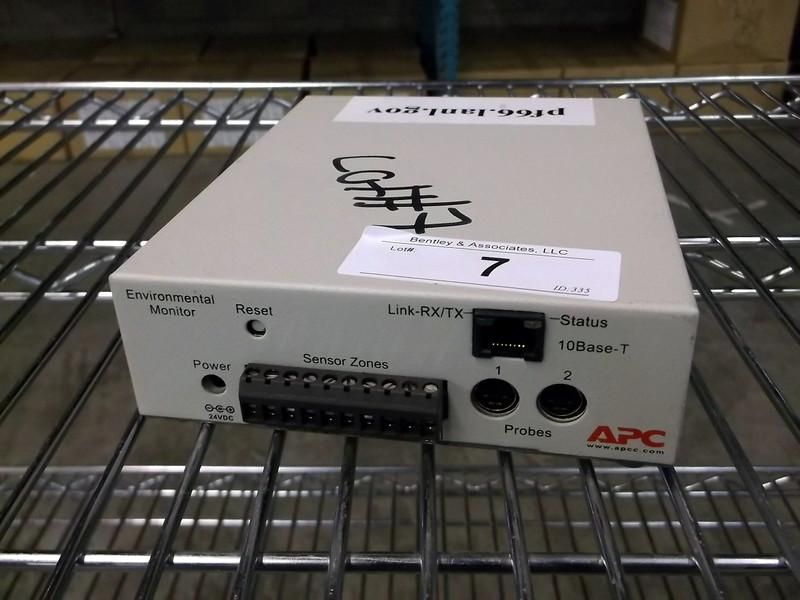 pf66.lanl.gov
LOT#7
Bentley & Associates, LLC
Lot#:
7
ID:335
Environmental
Monitor
Reset
Link-RX/TX
Status
10Base-T
Power
Sensor Zones
24VDC
1
2
Probes
APC
www.apcc.com